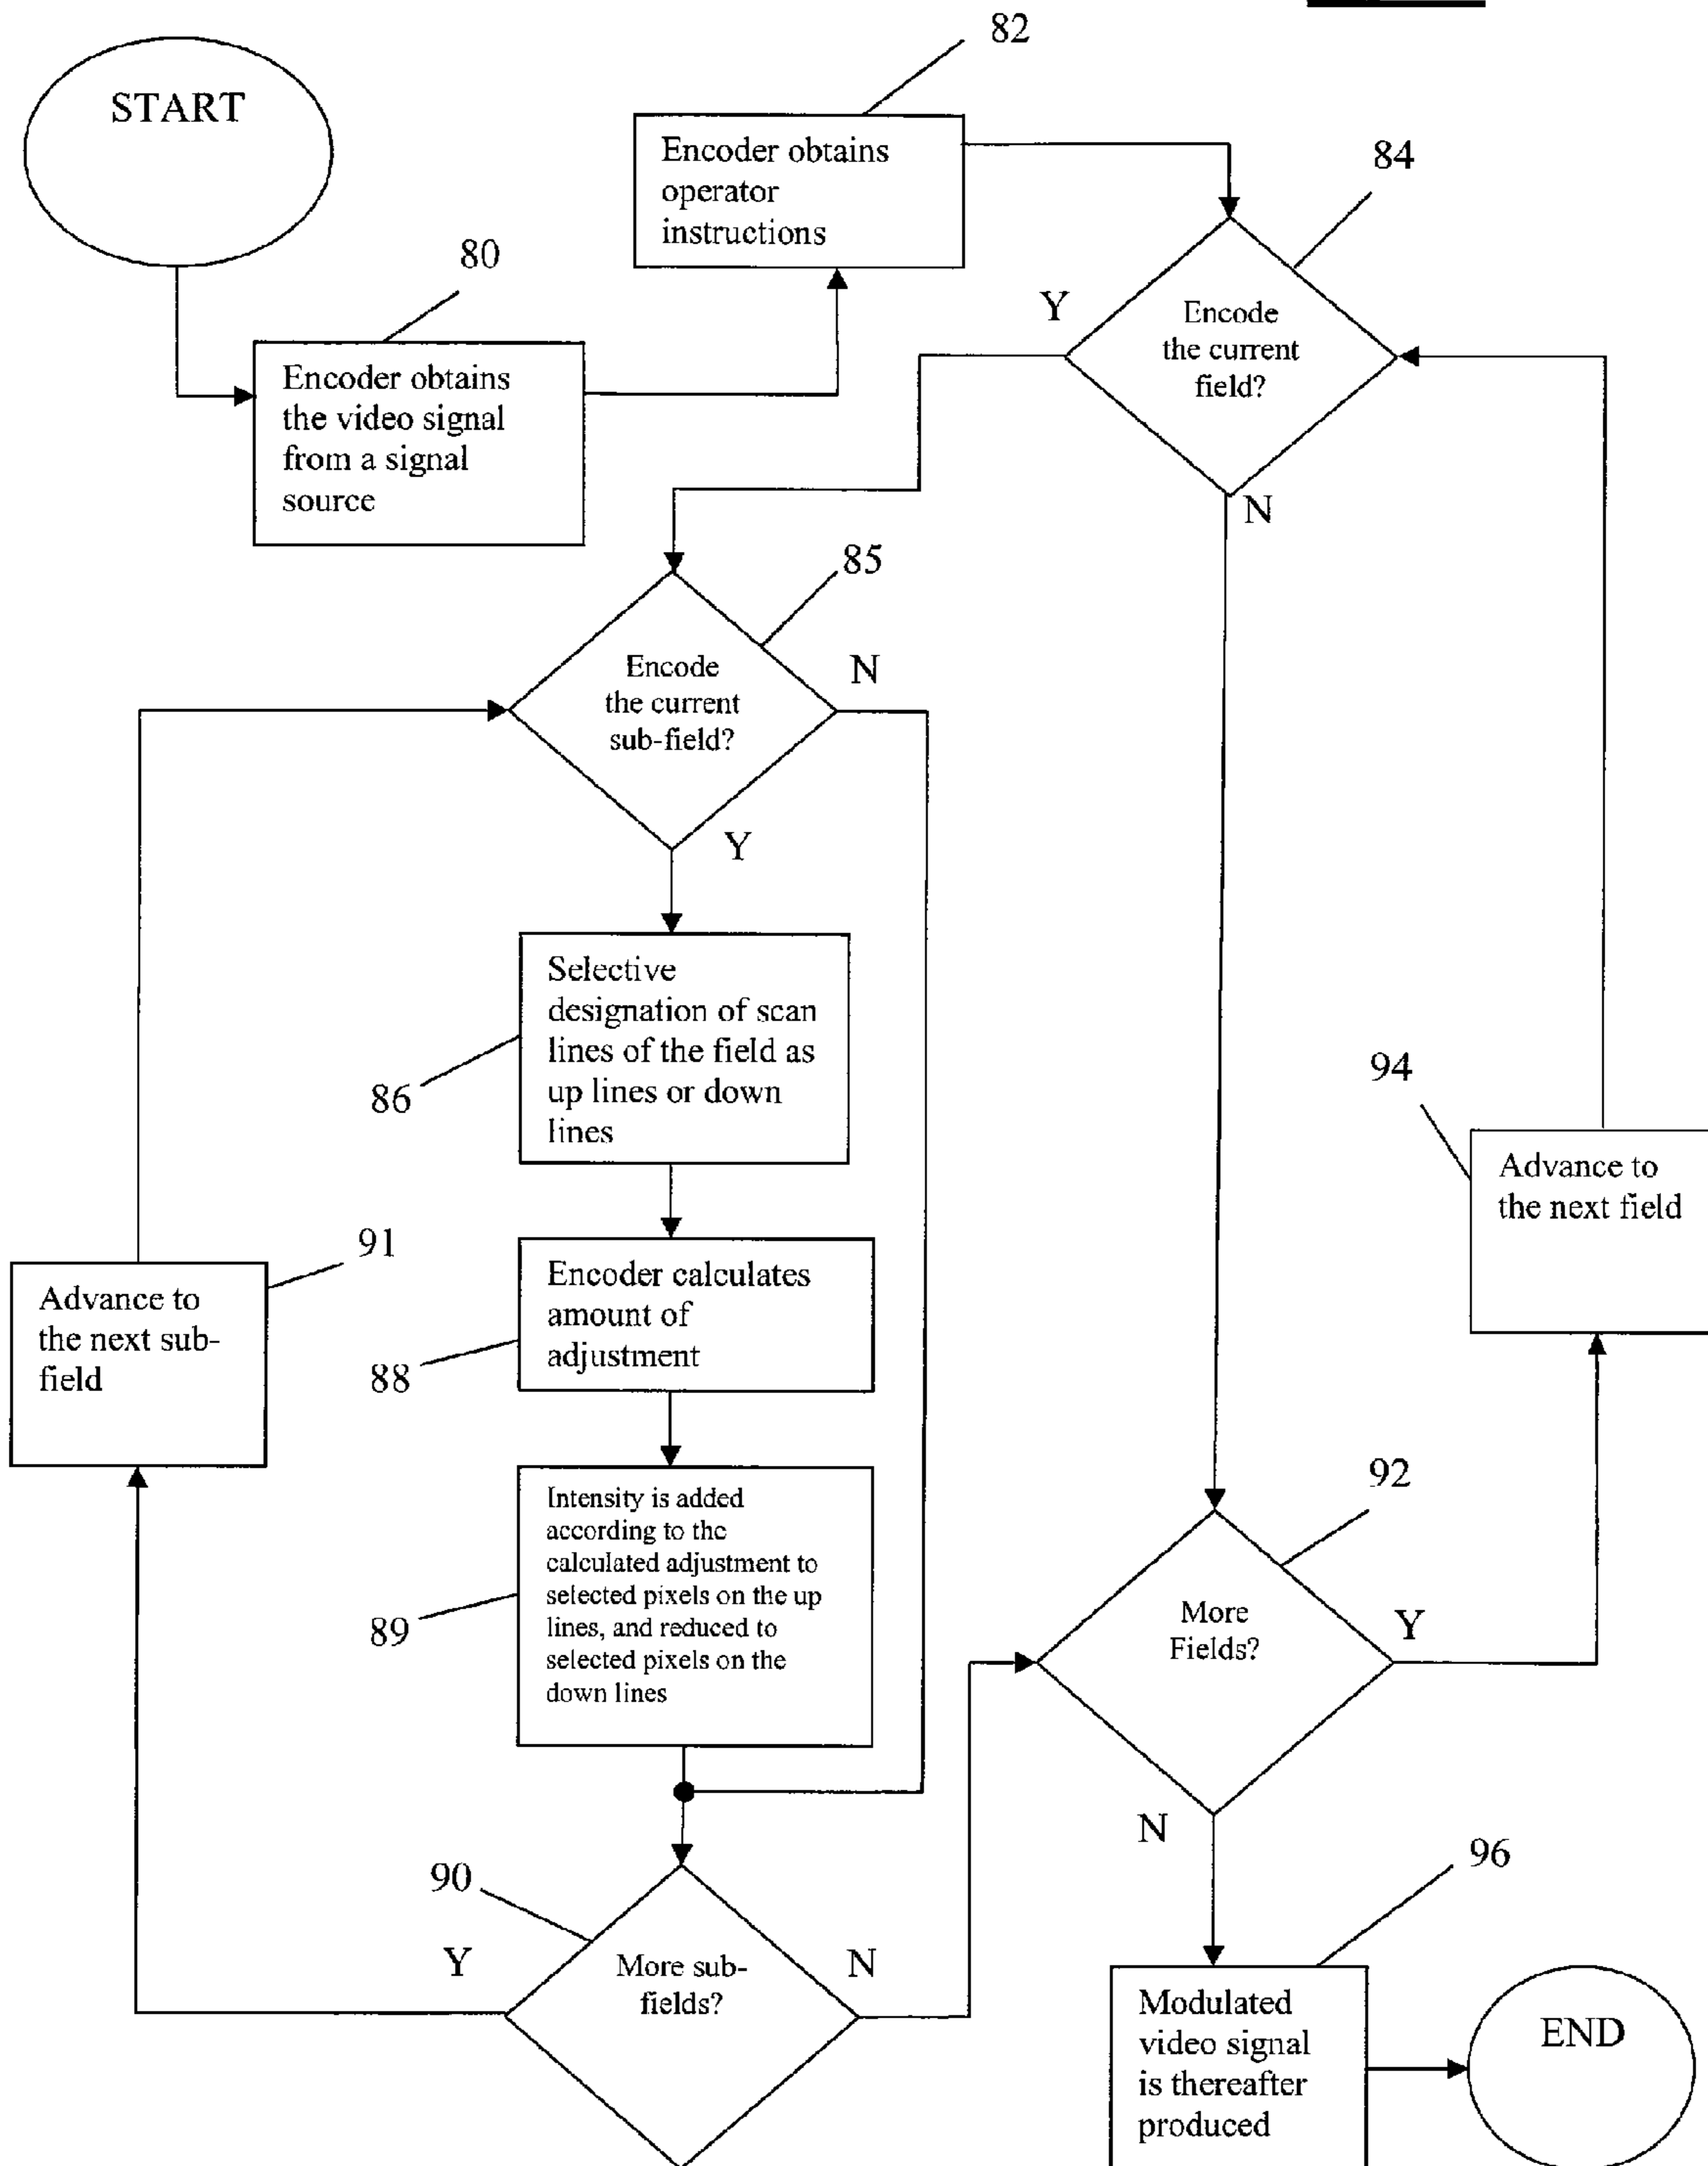 82
START
Encoder obtains
operator
instructions
84
80
Y
Encode
the current
field?
Encoder obtains
the video signal
from a signal
source
N
85
Encode
the current
sub-field?
N
Y
Selective
designation of scan
lines of the field as
up lines or down
lines
86
94
Advance to
the next field
91
Advance to
the next sub-
field
Encoder calculates
amount of
adjustment
88
92
Intensity is added
according to the
calculated adjustment to
selected pixels on the up
lines, and reduced to
selected pixels on the
down lines
89
More
Fields?
Y
N
90
96
Y
More sub-
fields?
N
Modulated
video signal
is thereafter
produced
END